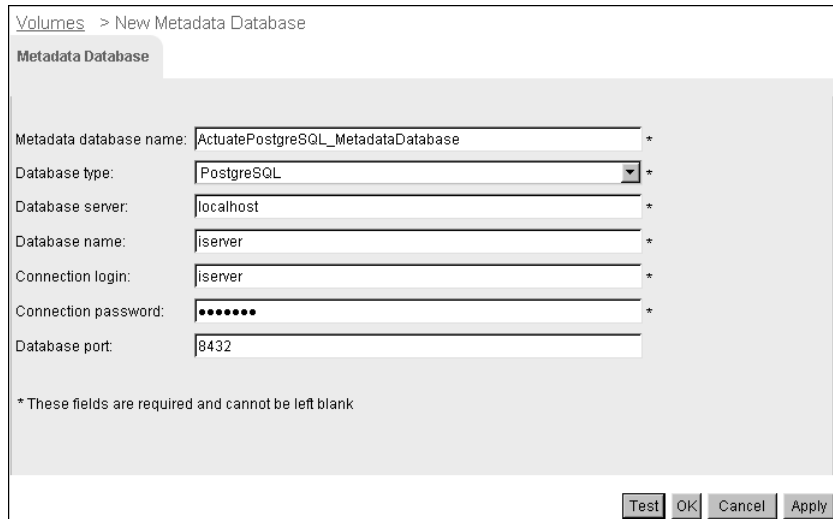 Volumes > New Metadata Database
Metadata Database
Metadata database name: ActuatePostgreSQL_MetadataDatabase *
Database type: PostgreSQL *
Database server: localhost *
Database name: iserver *
Connection login: iserver *
Connection password: ●●●●●●● *
Database port: 8432
* These fields are required and cannot be left blank
Test OK Cancel Apply